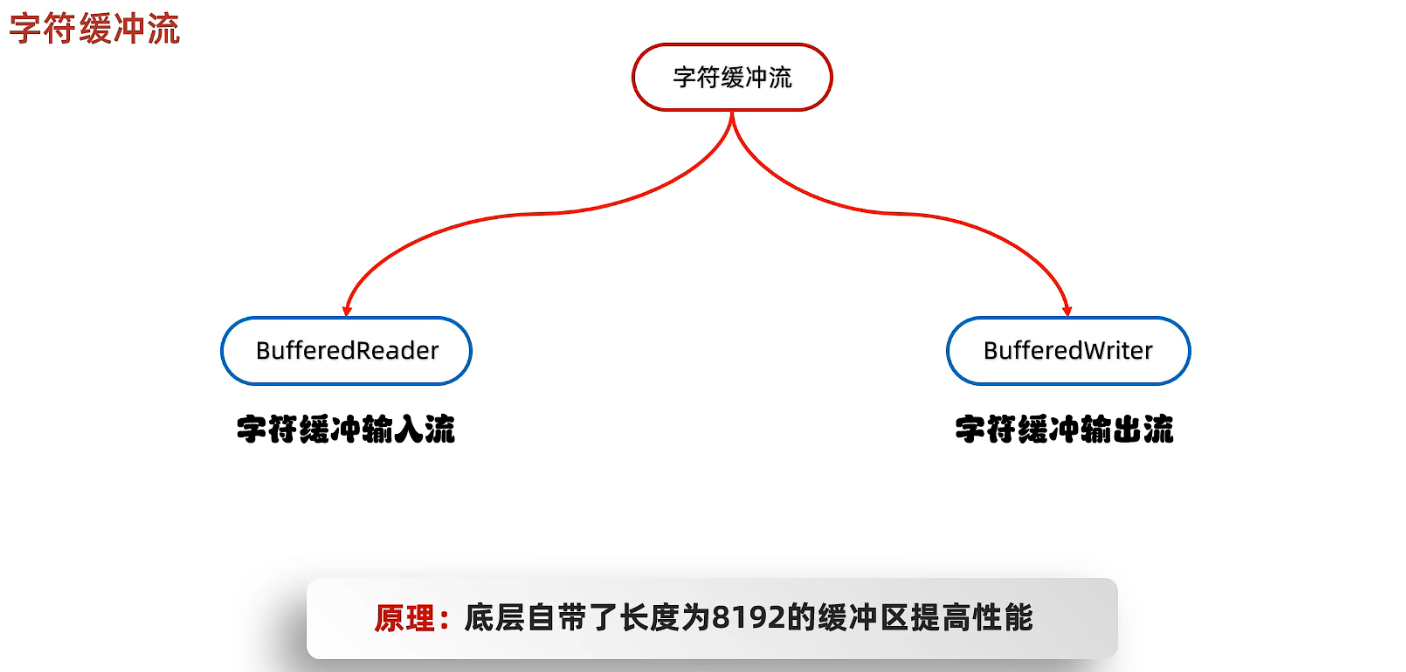 字符缓冲流
字符缓冲流
BufferedReader
BufferedWriter
字符缓冲输入流
字符缓冲输出流
原理：底层自带了长度为8192的缓冲区提高性能